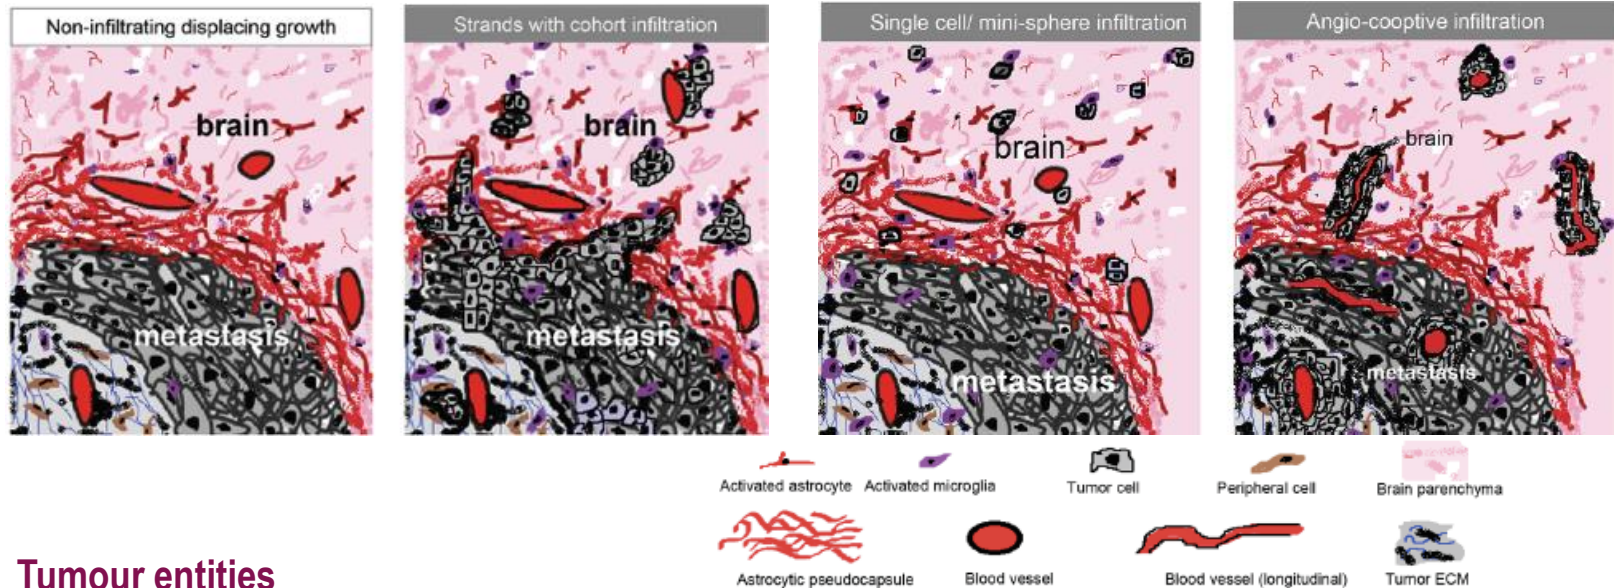 Non-infiltrating displacing growth
Strands with cohort infiltration
Single cell/ mini-sphere infiltration
Angio-cooptive infiltration
brain
metastasis
brain
metastasis
brain
metastasis
brain
metastasis
Activated astrocyte
Activated microglia
Tumor cell
Peripheral cell
Brain parenchyma
Astrocytic pseudocapsule
Blood vessel
Blood vessel (longitudinal)
Tumor ECM
Tumour entities